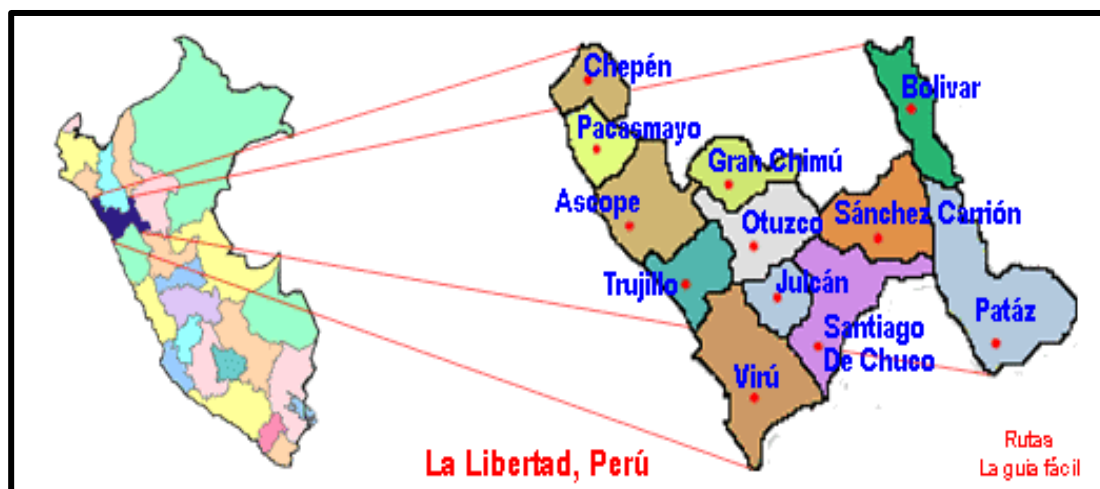 Chepén
Bolivar
Pacasmayo
Gran Chimú
Ascope
Otuzco
Sánchez Carrión
Trujillo
Julcán
Patáz
Santiago
De Chuco
Virú
La Libertad, Perú
Rutas
La guia fácil